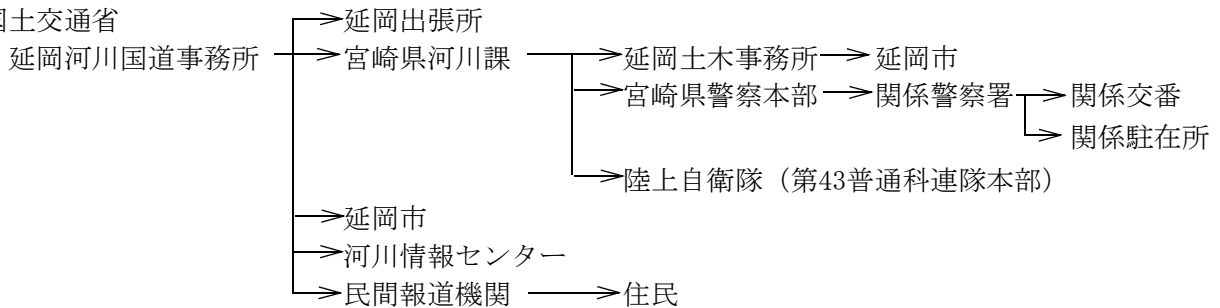 国土交通省 延岡出張所
延岡河川国道事務所 宮崎県河川課 延岡土木事務所 延岡市
宮崎県警察本部 関係警察署 関係交番
関係駐在所
陸上自衛隊（第43普通科連隊本部）
延岡市
河川情報センター
民間報道機関 住民